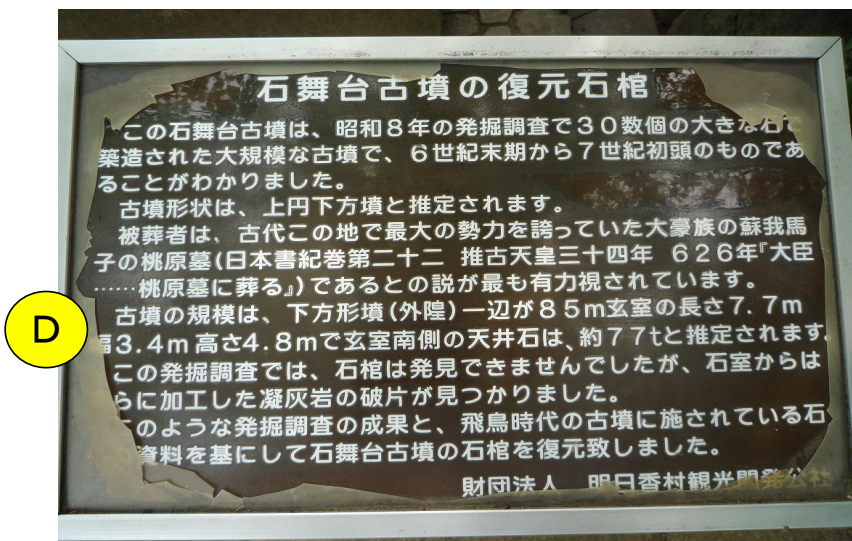 石舞台古墳の復元石棺
この石舞台古墳は、昭和8年の発掘調査で30数個の大きな石で
築造された大規模な古墳で、6世紀末期から7世紀初頭のものであ
ることがわかりました。
古墳形状は、上円下方墳と推定されます。
被葬者は、古代この地で最大の勢力を誇っていた大豪族の蘇我馬
子の桃原墓(日本書紀巻第二十二 推古天皇三十四年 626年『大臣
……桃原墓に葬る』)であるとの説が最も有力視されています。
古墳の規模は、下方形墳(外隍)一辺が85m玄室の長さ7.7m
幅3.4m高さ4.8mで玄室南側の天井石は、約77tと推定されます。
この発掘調査では、石棺は発見できませんでしたが、石室からは
らに加工した凝灰岩の破片が見つかりました。
このような発掘調査の成果と、飛鳥時代の古墳に施されている石
資料を基にして石舞台古墳の石棺を復元致しました。
財団法人 明日香村観光開発公社
D